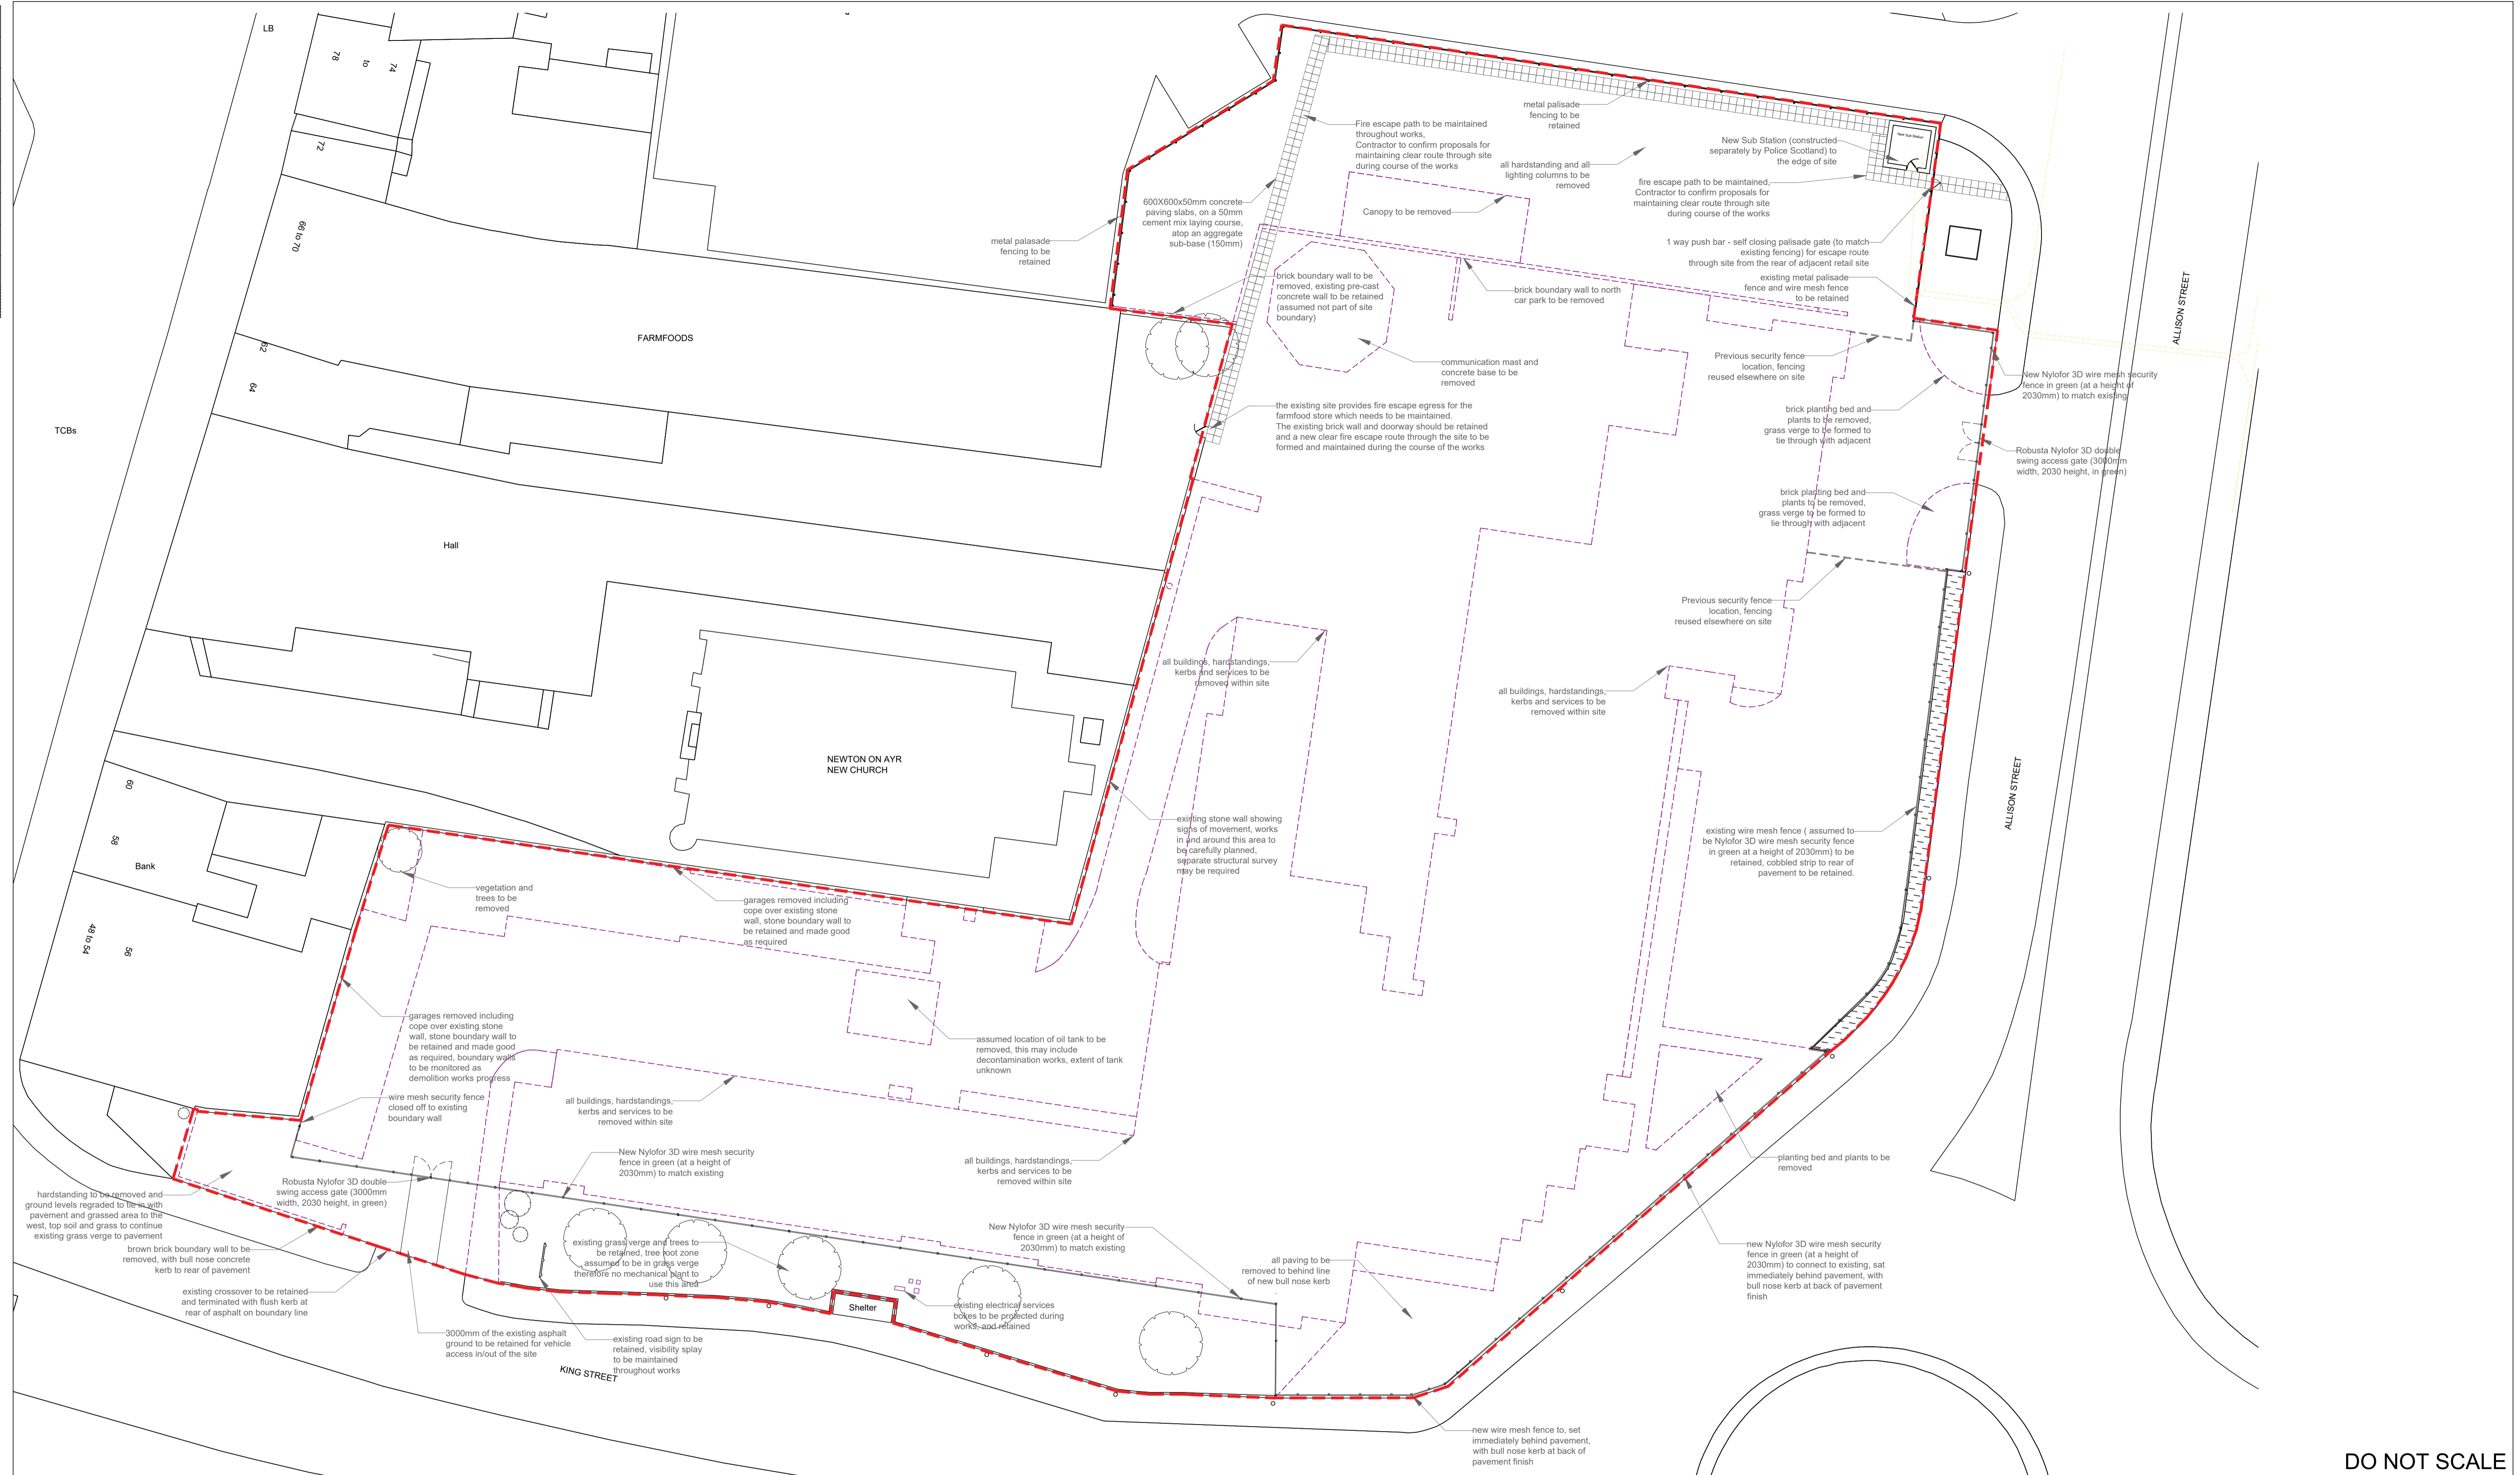 LB
78
to
74
72
66 to 70
62
64
TCBs
FARMFOODS
Hall
NEWTON ON AYR
NEW CHURCH
60
58
Bank
56
48 to 54
metal palisade
fencing to be
retained
Fire escape path to be maintained
throughout works,
Contractor to confirm proposals for
maintaining clear route through site
during course of the works
all hardstanding and all
lighting columns to be
removed
New Sub Station (constructed
separately by Police Scotland) to
the edge of site
New Sub Station
fire escape path to be maintained,
Contractor to confirm proposals for
maintaining clear route through site
during course of the works
600X600x50mm concrete
paving slabs, on a 50mm
cement mix laying course,
atop an aggregate
sub-base (150mm)
Canopy to be removed
metal palasade
fencing to be
retained
1 way push bar - self closing palisade gate (to match
existing fencing) for escape route
through site from the rear of adjacent retail site
brick boundary wall to be
removed, existing pre-cast
concrete wall to be retained
(assumed not part of site
boundary)
brick boundary wall to north
car park to be removed
existing metal palisade
fence and wire mesh fence
to be retained
ALLISON STREET
communication mast and
concrete base to be
removed
Previous security fence
location, fencing
reused elsewhere on site
New Nylofor 3D wire mesh security
fence in green (at a height of
2030mm) to match existing
the existing site provides fire escape egress for the
farmfood store which needs to be maintained.
The existing brick wall and doorway should be retained
and a new clear fire escape route through the site to be
formed and maintained during the course of the works
brick planting bed and
plants to be removed,
grass verge to be formed to
tie through with adjacent
Robusta Nylofor 3D double
swing access gate (3000mm
width, 2030 height, in green)
brick planting bed and
plants to be removed,
grass verge to be formed to
lie through with adjacent
Previous security fence
location, fencing
reused elsewhere on site
all buildings, hardstandings,
kerbs and services to be
removed within site
all buildings, hardstandings,
kerbs and services to be
removed within site
ALLISON STREET
existing stone wall showing
signs of movement, works
in and around this area to
be carefully planned,
separate structural survey
may be required
existing wire mesh fence ( assumed to
be Nylofor 3D wire mesh security fence
in green at a height of 2030mm) to be
retained, cobbled strip to rear of
pavement to be retained.
vegetation and
trees to be
removed
garages removed including
cope over existing stone
wall, stone boundary wall to
be retained and made good
as required
garages removed including
cope over existing stone
wall, stone boundary wall to
be retained and made good
as required, boundary walls
to be monitored as
demolition works progress
assumed location of oil tank to be
removed, this may include
decontamination works, extent of tank
unknown
wire mesh security fence
closed off to existing
boundary wall
all buildings, hardstandings,
kerbs and services to be
removed within site
New Nylofor 3D wire mesh security
fence in green (at a height of
2030mm) to match existing
all buildings, hardstandings,
kerbs and services to be
removed within site
planting bed and plants to be
removed
Robusta Nylofor 3D double
swing access gate (3000mm
width, 2030 height, in green)
hardstanding to be removed and
ground levels regraded to tie in with
pavement and grassed area to the
west, top soil and grass to continue
existing grass verge to pavement
brown brick boundary wall to be
removed, with bull nose concrete
kerb to rear of pavement
existing crossover to be retained
and terminated with flush kerb at
rear of asphalt on boundary line
3000mm of the existing asphalt
ground to be retained for vehicle
access in/out of the site
existing grass verge and trees to
be retained, tree root zone
assumed to be in grass verge
therefore no mechanical plant to
use this area
existing road sign to be
retained, visibility splay
to be maintained
throughout works
Shelter
existing electrical services
boxes to be protected during
works, and retained
New Nylofor 3D wire mesh security
fence in green (at a height of
2030mm) to match existing
all paving to be
removed to behind line
of new bull nose kerb
new Nylofor 3D wire mesh security
fence in green (at a height of
2030mm) to connect to existing, sat
immediately behind pavement, with
bull nose kerb at back of pavement
finish
KING STREET
new wire mesh fence to, set
immediately behind pavement,
with bull nose kerb at back of
pavement finish
DO NOT SCALE